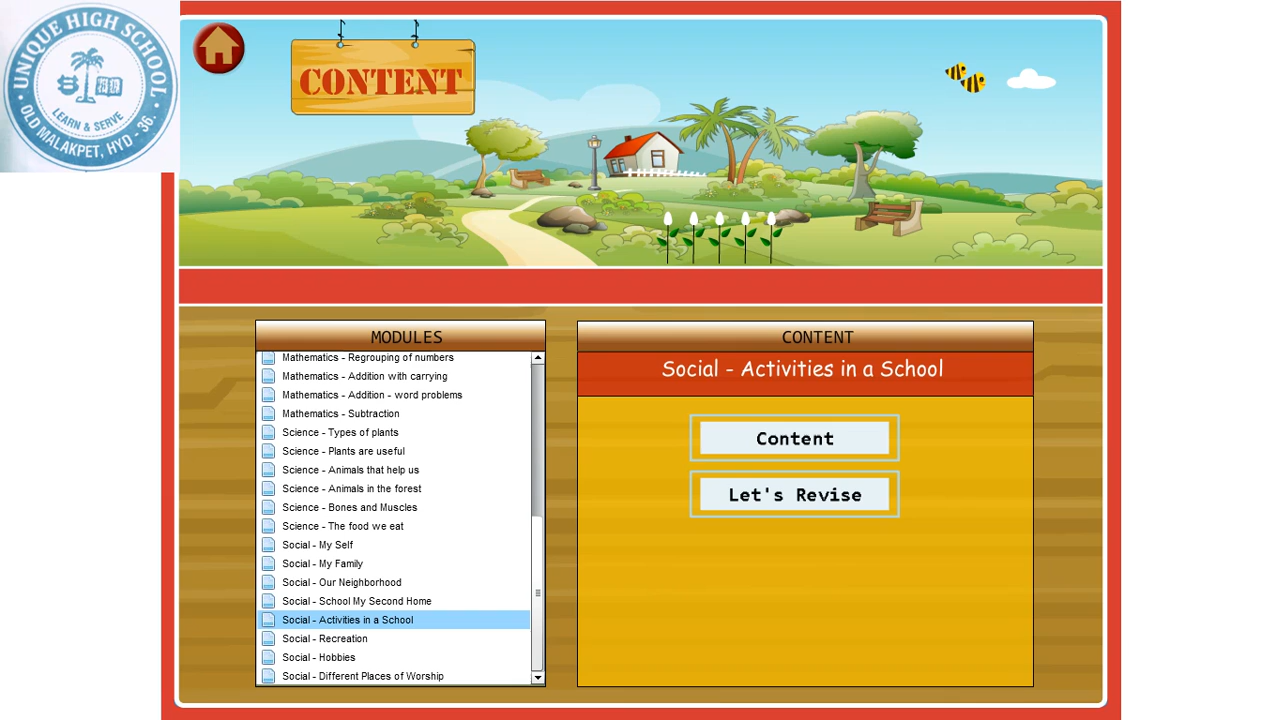 UNIQUE HIGH SCHOOL
LEARN & SERVE
OLD MALAKPET, HYD - 36.
CONTENT
MODULES
Mathematics - Regrouping of numbers
Mathematics - Addition with carrying
Mathematics - Addition - word problems
Mathematics - Subtraction
Science - Types of plants
Science - Plants are useful
Science - Animals that help us
Science - Animals in the forest
Science - Bones and Muscles
Science - The food we eat
Social - My Self
Social - My Family
Social - Our Neighborhood
Social - School My Second Home
Social - Activities in a School
Social - Recreation
Social - Hobbies
Social - Different Places of Worship
CONTENT
Social - Activities in a School
Content
Let's Revise